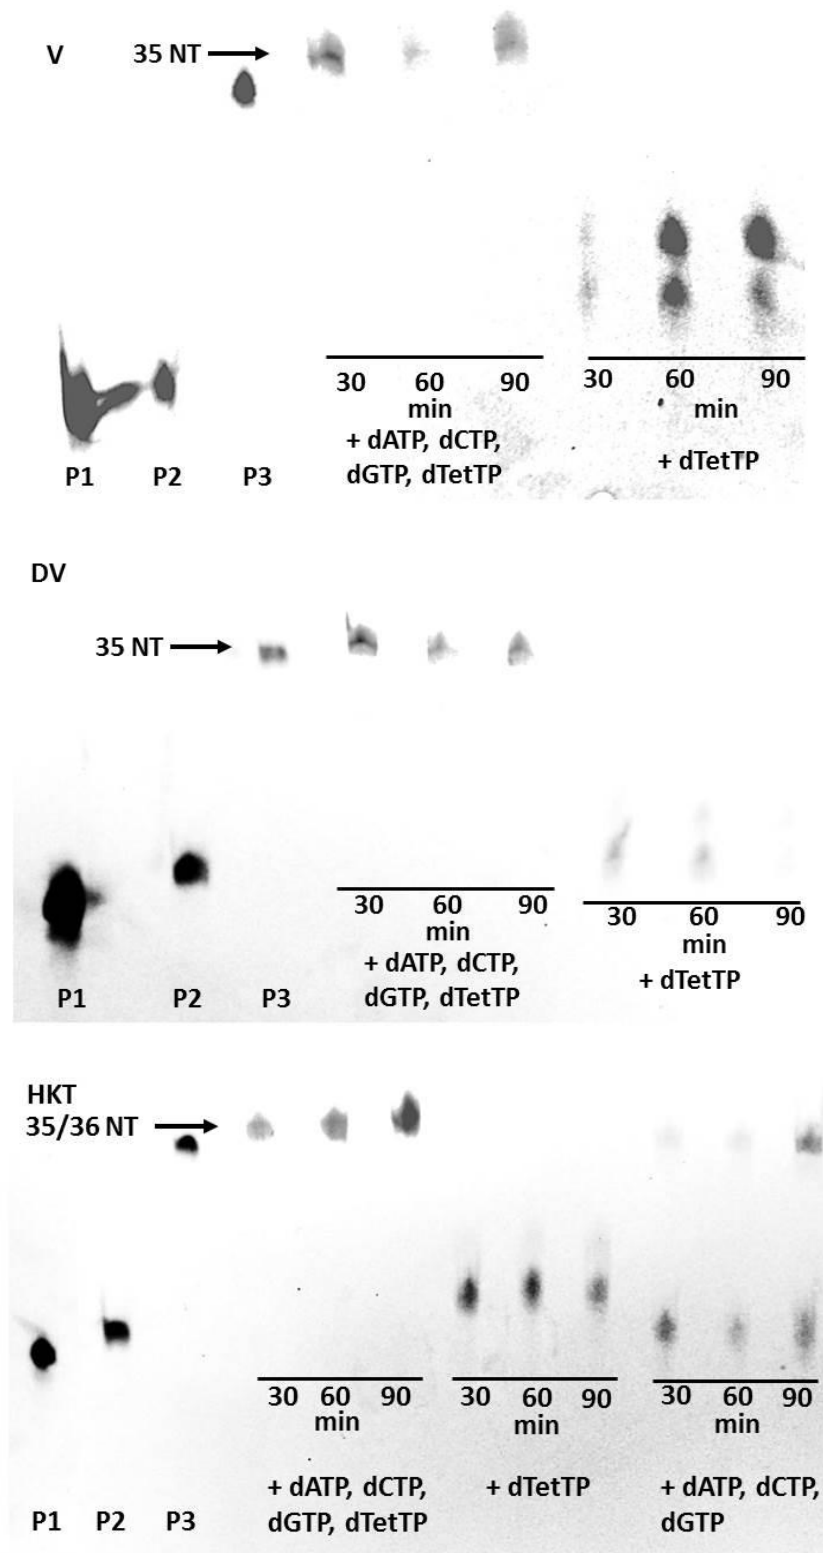 V
35 NT
30 60 90
min
+ dATP, dCTP,
dGTP, dTetTP
30 60 90
min
+ dTetTP
P1 P2 P3
DV
35 NT
30 60 90
min
+ dATP, dCTP,
dGTP, dTetTP
30 60 90
min
+ dTetTP
P1 P2 P3
HKT
35/36 NT
30 60 90
min
+ dATP, dCTP,
dGTP, dTetTP
30 60 90
min
+ dTetTP
30 60 90
min
+ dATP, dCTP,
dGTP
P1 P2 P3